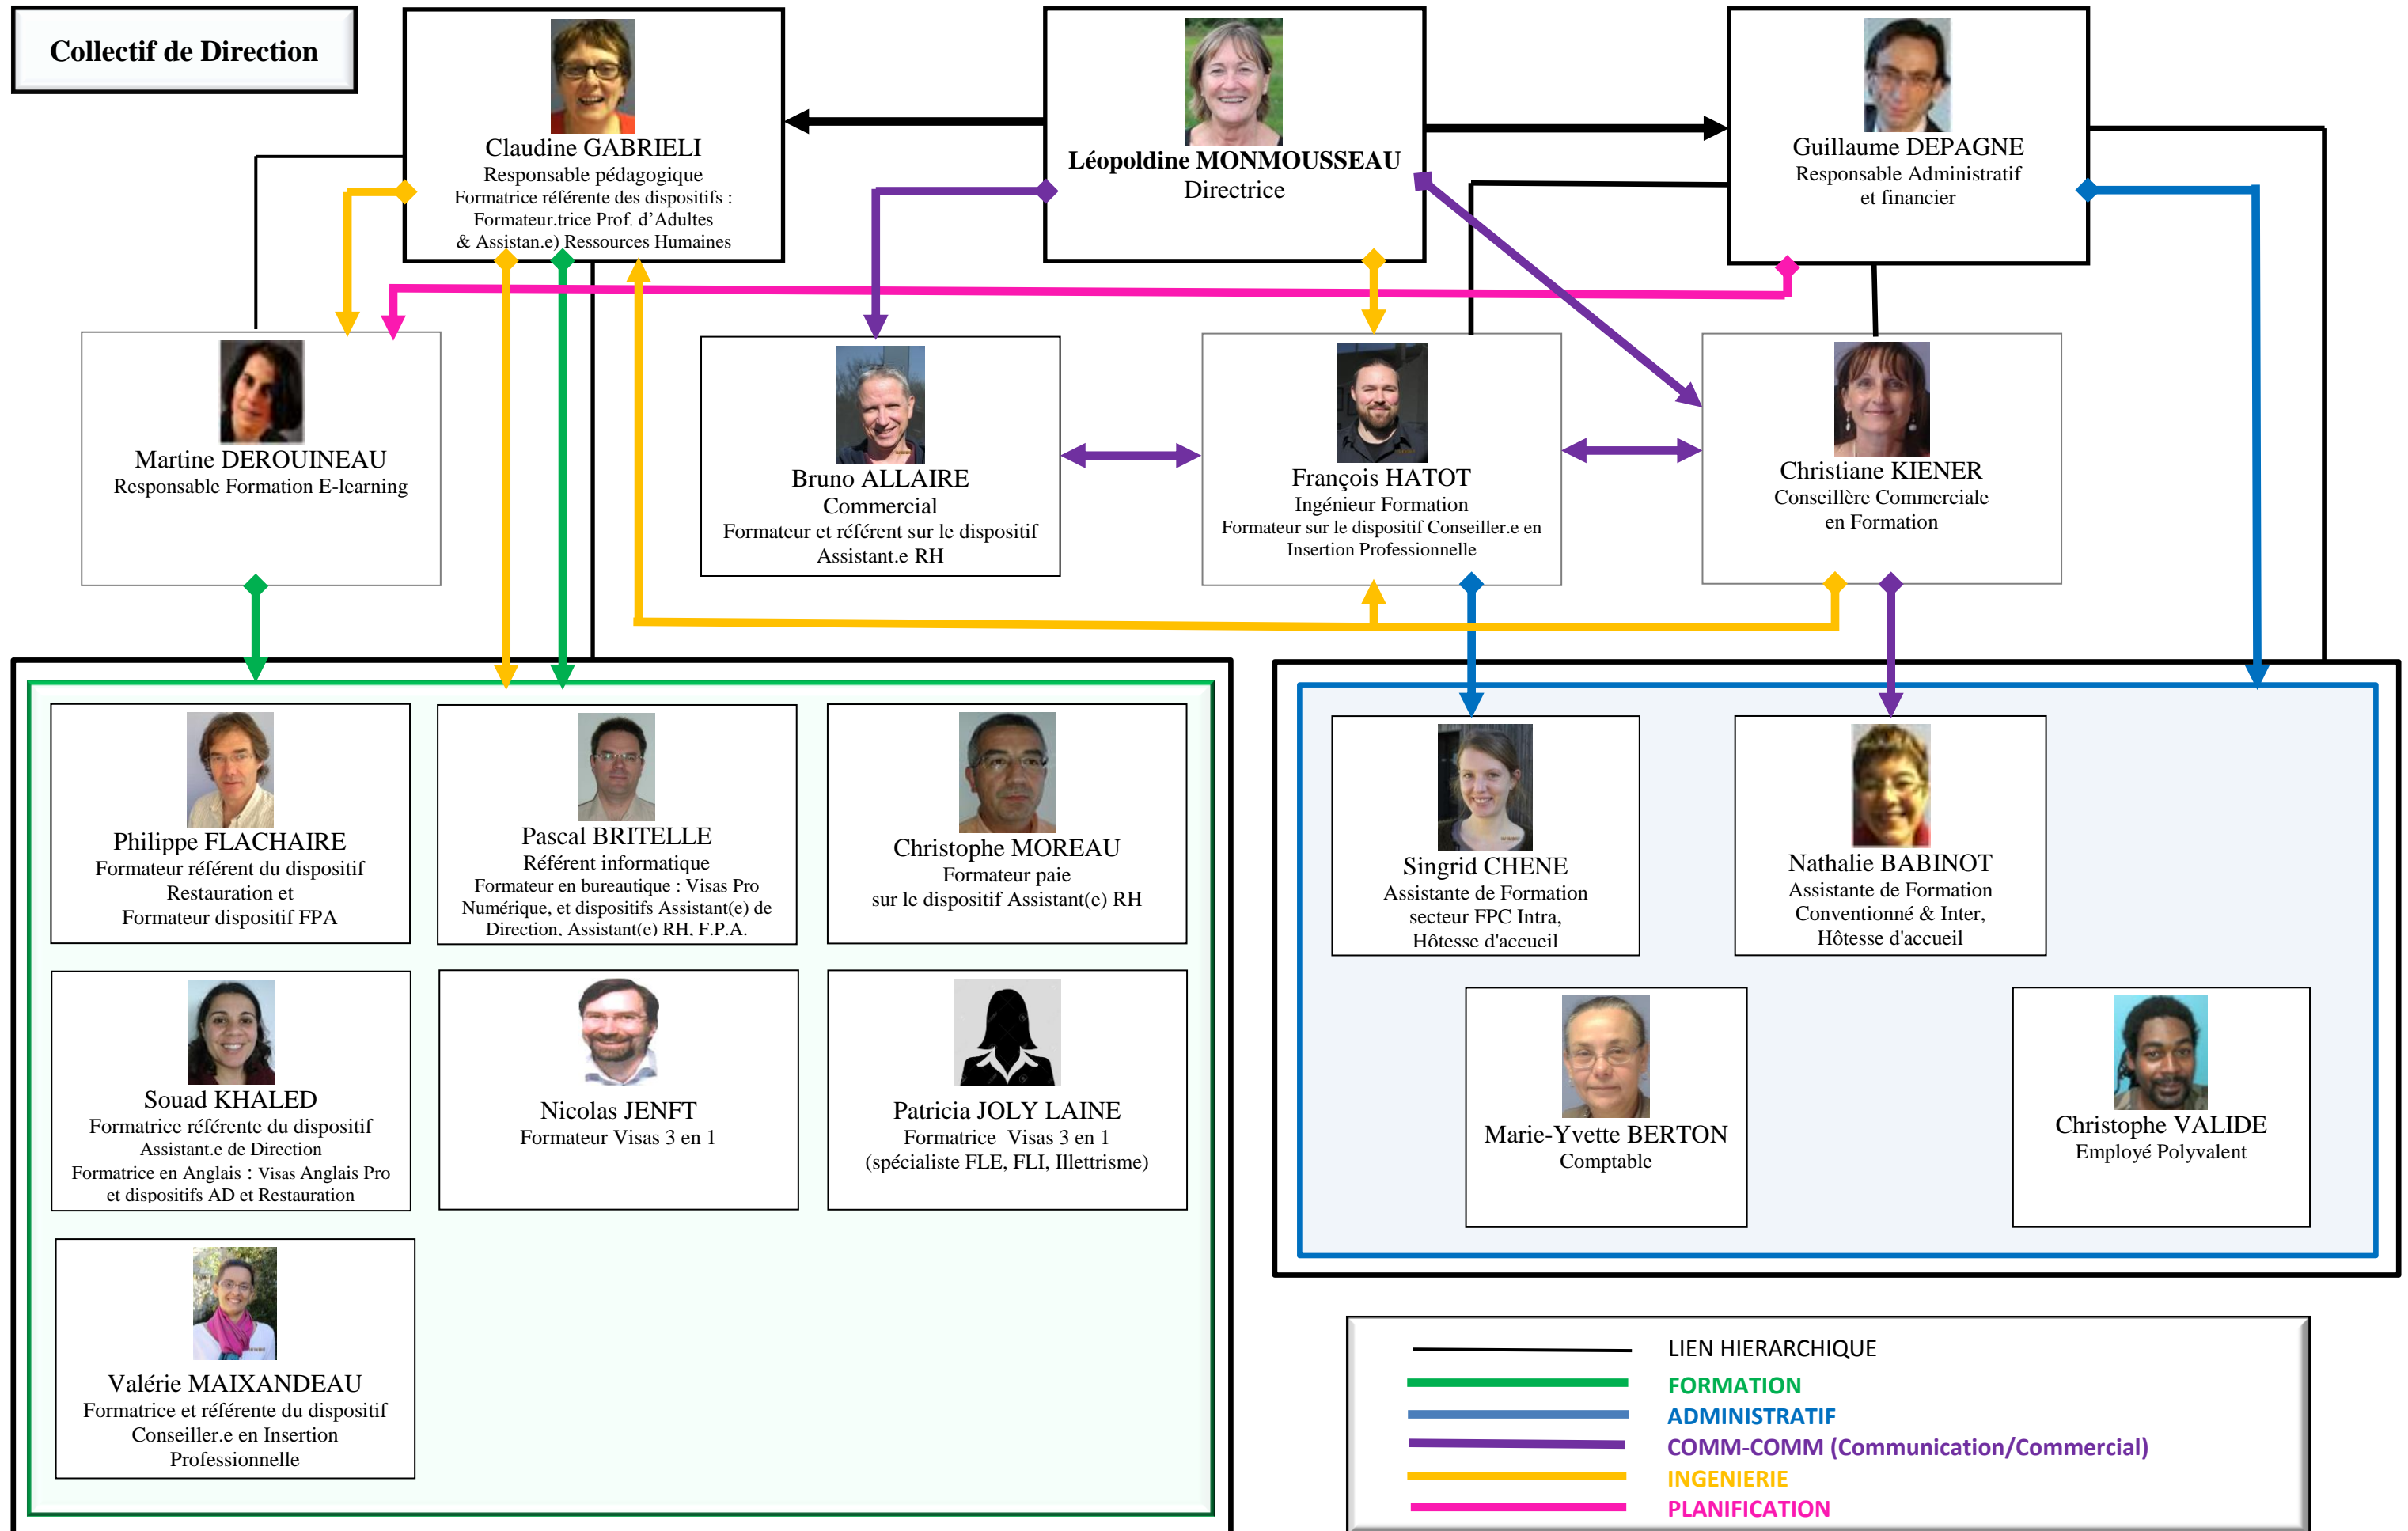 Collectif de Direction
Claudine GABRIELI
Responsable pédagogique
Formatrice référente des dispositifs :
Formateur.trice Prof. d’Adultes
& Assistan.e) Ressources Humaines
Léopoldine MONMOUSSEAU
Directrice
Guillaume DEPAGNE
Responsable Administratif
et financier
Martine DEROUINEAU
Responsable Formation E-learning
Bruno ALLAIRE
Commercial
Formateur et référent sur le dispositif
Assistant.e RH
François HATOT
Ingénieur Formation
Formateur sur le dispositif Conseiller.e en
Insertion Professionnelle
Christiane KIENER
Conseillère Commerciale
en Formation
Philippe FLACHAIRE
Formateur référent du dispositif
Restauration et
Formateur dispositif FPA
Pascal BRITELLE
Référent informatique
Formateur en bureautique : Visas Pro
Numérique, et dispositifs Assistant(e) de
Direction, Assistant(e) RH, F.P.A.
Christophe MOREAU
Formateur paie
sur le dispositif Assistant(e) RH
Singrid CHENE
Assistante de Formation
secteur FPC Intra,
Hôtesse d'accueil
Nathalie BABINOT
Assistante de Formation
Conventionné & Inter,
Hôtesse d'accueil
Souad KHALED
Formatrice référente du dispositif
Assistant.e de Direction
Formatrice en Anglais : Visas Anglais Pro
et dispositifs AD et Restauration
Nicolas JENFT
Formateur Visas 3 en 1
Patricia JOLY LAINE
Formatrice Visas 3 en 1
(spécialiste FLE, FLI, Illettrisme)
Marie-Yvette BERTON
Comptable
Christophe VALIDE
Employé Polyvalent
Valérie MAIXANDEAU
Formatrice et référente du dispositif
Conseiller.e en Insertion
Professionnelle
LIEN HIERARCHIQUE
FORMATION
ADMINISTRATIF
COMM-COMM (Communication/Commercial)
INGENIERIE
PLANIFICATION